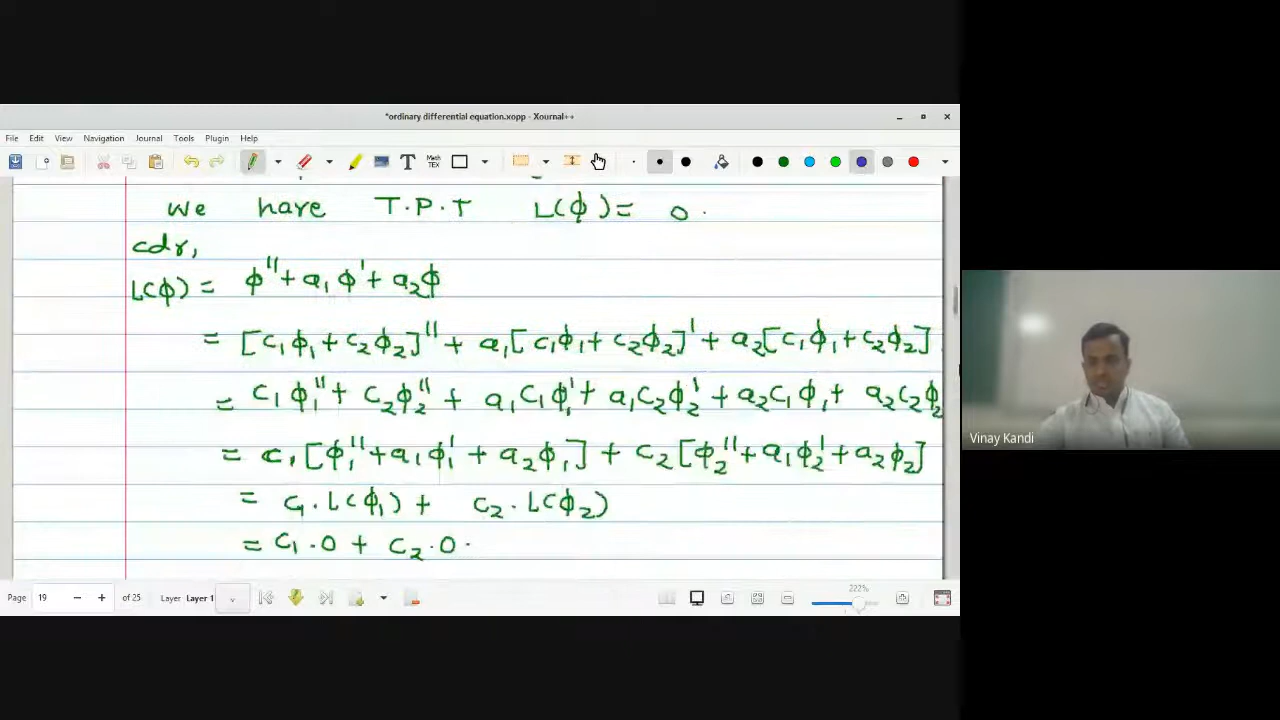 *ordinary differential equation.xopp - Xournal++
File Edit View Navigation Journal Tools Plugin Help
T Math TEX
We have T.P.T L(ϕ) = 0.
cdr,
L(ϕ) = ϕ'' + a₁ϕ' + a₂ϕ
= [c₁ϕ₁ + c₂ϕ₂]'' + a₁[c₁ϕ₁ + c₂ϕ₂]' + a₂[c₁ϕ₁ + c₂ϕ₂]
= c₁ϕ₁'' + c₂ϕ₂'' + a₁c₁ϕ₁' + a₁c₂ϕ₂' + a₂c₁ϕ₁ + a₂c₂ϕ₂
= c₁[ϕ₁'' + a₁ϕ₁' + a₂ϕ₁] + c₂[ϕ₂'' + a₁ϕ₂' + a₂ϕ₂]
= c₁.L(ϕ₁) + c₂.L(ϕ₂)
= c₁.0 + c₂.0.
Vinay Kandi
Page 19 − + of 25 Layer Layer 1 222%